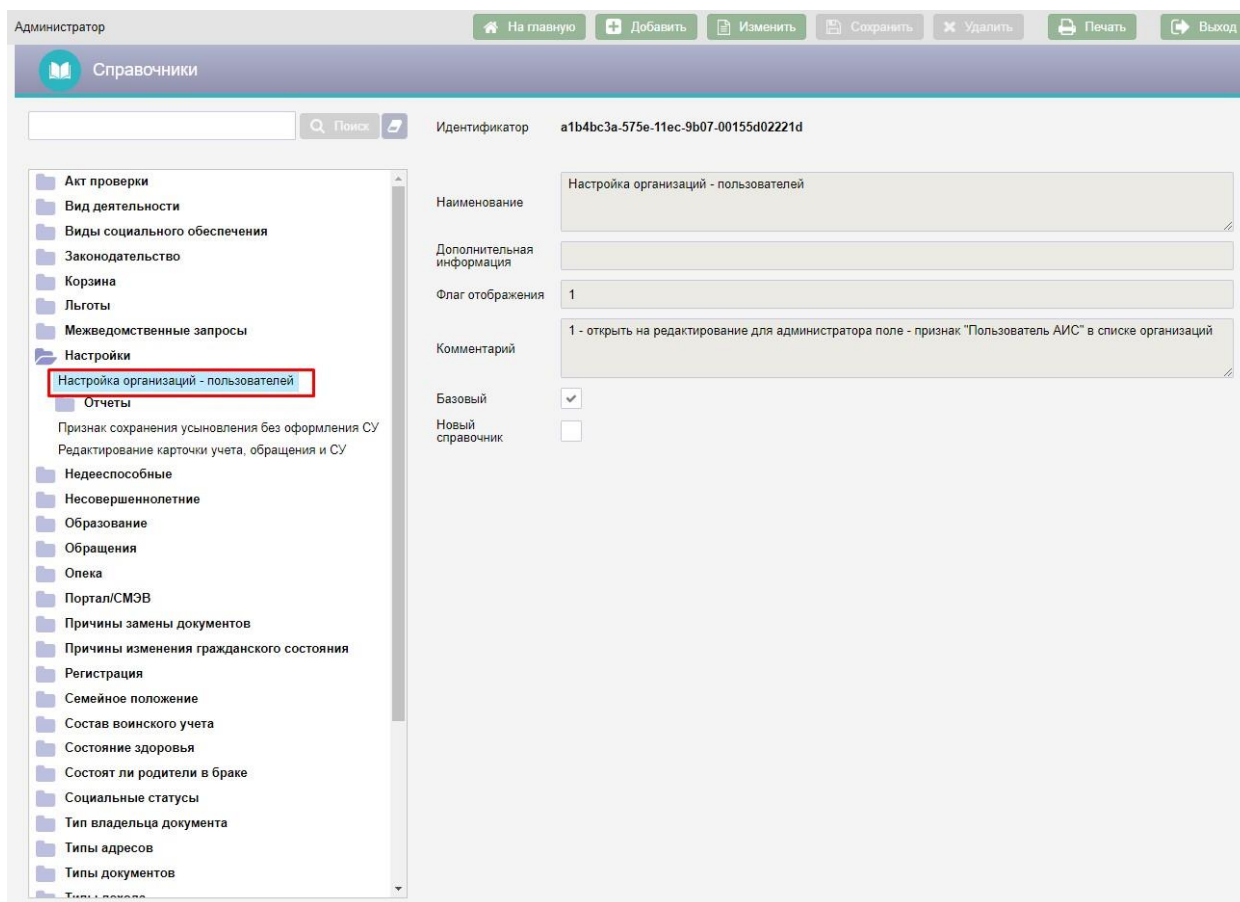 Администратор
На главную
Добавить
Изменить
Сохранить
Удалить
Печать
Выход
Справочники
Поиск
Идентификатор
a1b4bc3a-575e-11ec-9b07-00155d02221d
Акт проверки
Вид деятельности
Виды социального обеспечения
Законодательство
Корзина
Льготы
Межведомственные запросы
Настройки
Настройка организаций - пользователей
Отчеты
Признак сохранения усыновления без оформления СУ
Редактирование карточки учета, обращения и СУ
Недееспособные
Несовершеннолетние
Образование
Обращения
Опека
Портал/СМЭВ
Причины замены документов
Причины изменения гражданского состояния
Регистрация
Семейное положение
Состав воинского учета
Состояние здоровья
Состоят ли родители в браке
Социальные статусы
Тип владельца документа
Типы адресов
Типы документов
Типы дохода
Наименование
Настройка организаций - пользователей
Дополнительная
информация
Флаг отображения
1
Комментарий
1 - открыть на редактирование для администратора поле - признак "Пользователь АИС" в списке организаций
Базовый
Новый
справочник